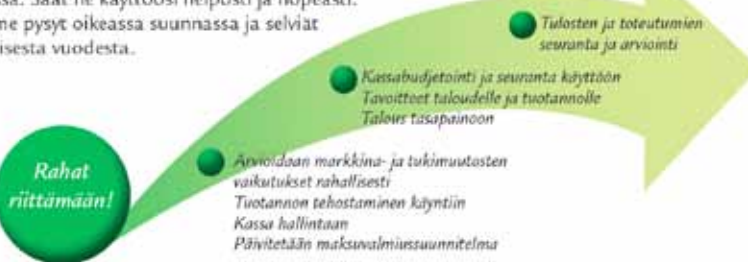 sa. Saat ne käyttöösi helposti ja nopeasti.
ne pysyt oikeassa suunnassa ja selviät
isesta vuodesta.
Tulosten ja toteutumien
seuranta ja arviointi
Kassabudjetointi ja seuranta käyttöön
Tavoitteet taloudelle ja tuotannolle
Talous tasapainoon
Rahat
riittämään!
Arvioidaan markkina- ja tukimuutosten
vaikutukset rahallisesti
Tuotannon tehostaminen käyntiin
Kassa hallintaan
Päivitetään maksuvalmiussuunnitelma